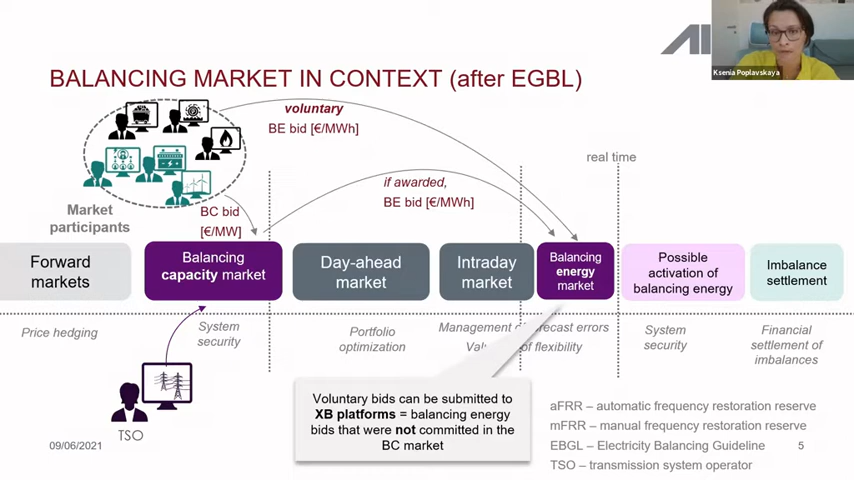 Ksenia Poplavskaya
BALANCING MARKET IN CONTEXT (after EGBL)
voluntary
BE bid [€/MWh]
real time
if awarded,
BE bid [€/MWh]
Market
participants
BC bid
[€/MW]
Forward
markets
Balancing
capacity market
Day-ahead
market
Intraday
market
Balancing
energy
market
Possible
activation of
balancing energy
Imbalance
settlement
Price hedging
System
security
Portfolio
optimization
Management of forecast errors
of flexibility
System
security
Financial
settlement of
imbalances
Voluntary bids can be submitted to
XB platforms = balancing energy
bids that were not committed in the
BC market
TSO
aFRR – automatic frequency restoration reserve
mFRR – manual frequency restoration reserve
EBGL – Electricity Balancing Guideline
TSO – transmission system operator
09/06/2021
5